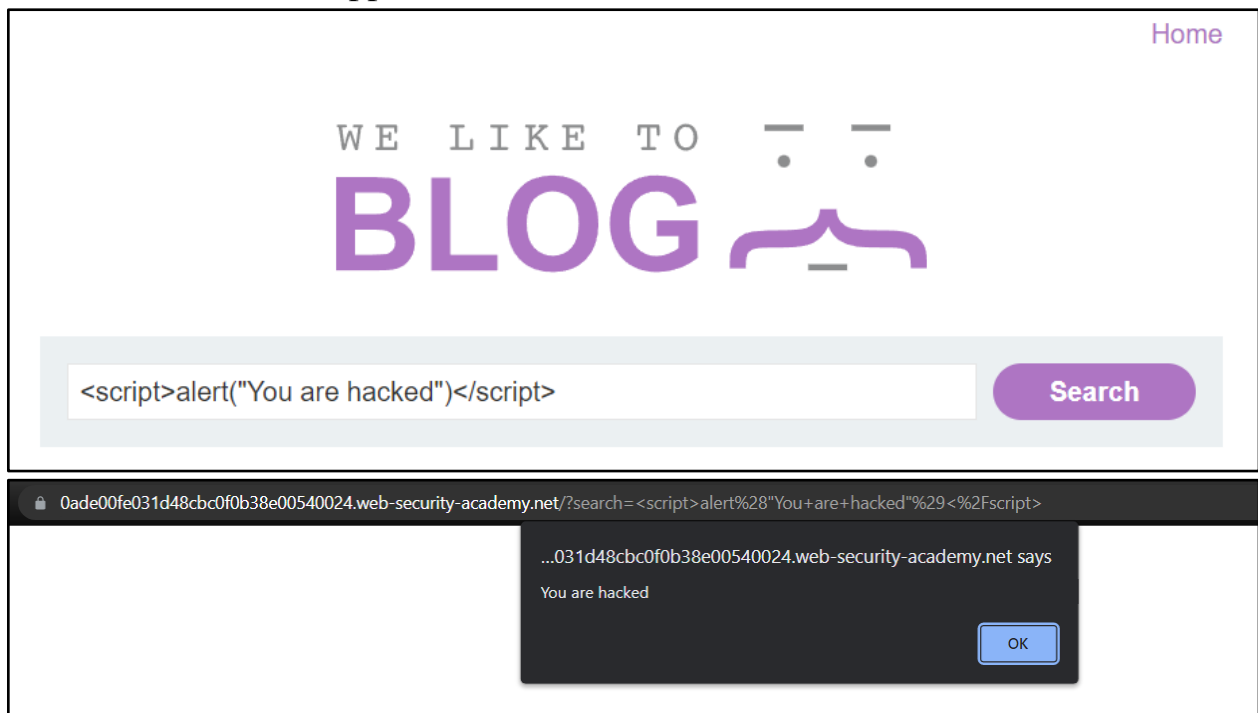 Home
WE LIKE TO
BLOG
<script>alert("You are hacked")</script>
Search
0ade00fe031d48cbc0f0b38e00540024.web-security-academy.net/?search=<script>alert%28"You+are+hacked"%29<%2Fscript>
...031d48cbc0f0b38e00540024.web-security-academy.net says
You are hacked
OK